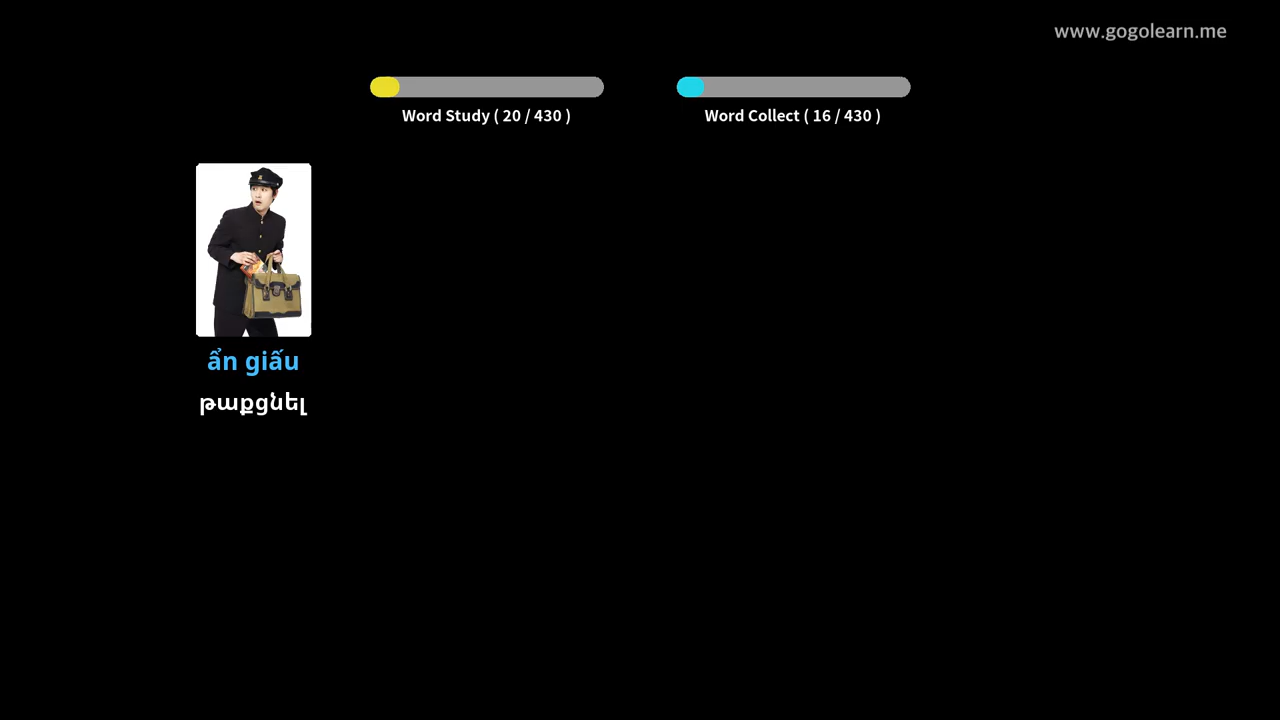 www.gogolearn.me
Word Study ( 20 / 430 )
Word Collect ( 16 / 430 )
ẩn giấu
թաքցնել